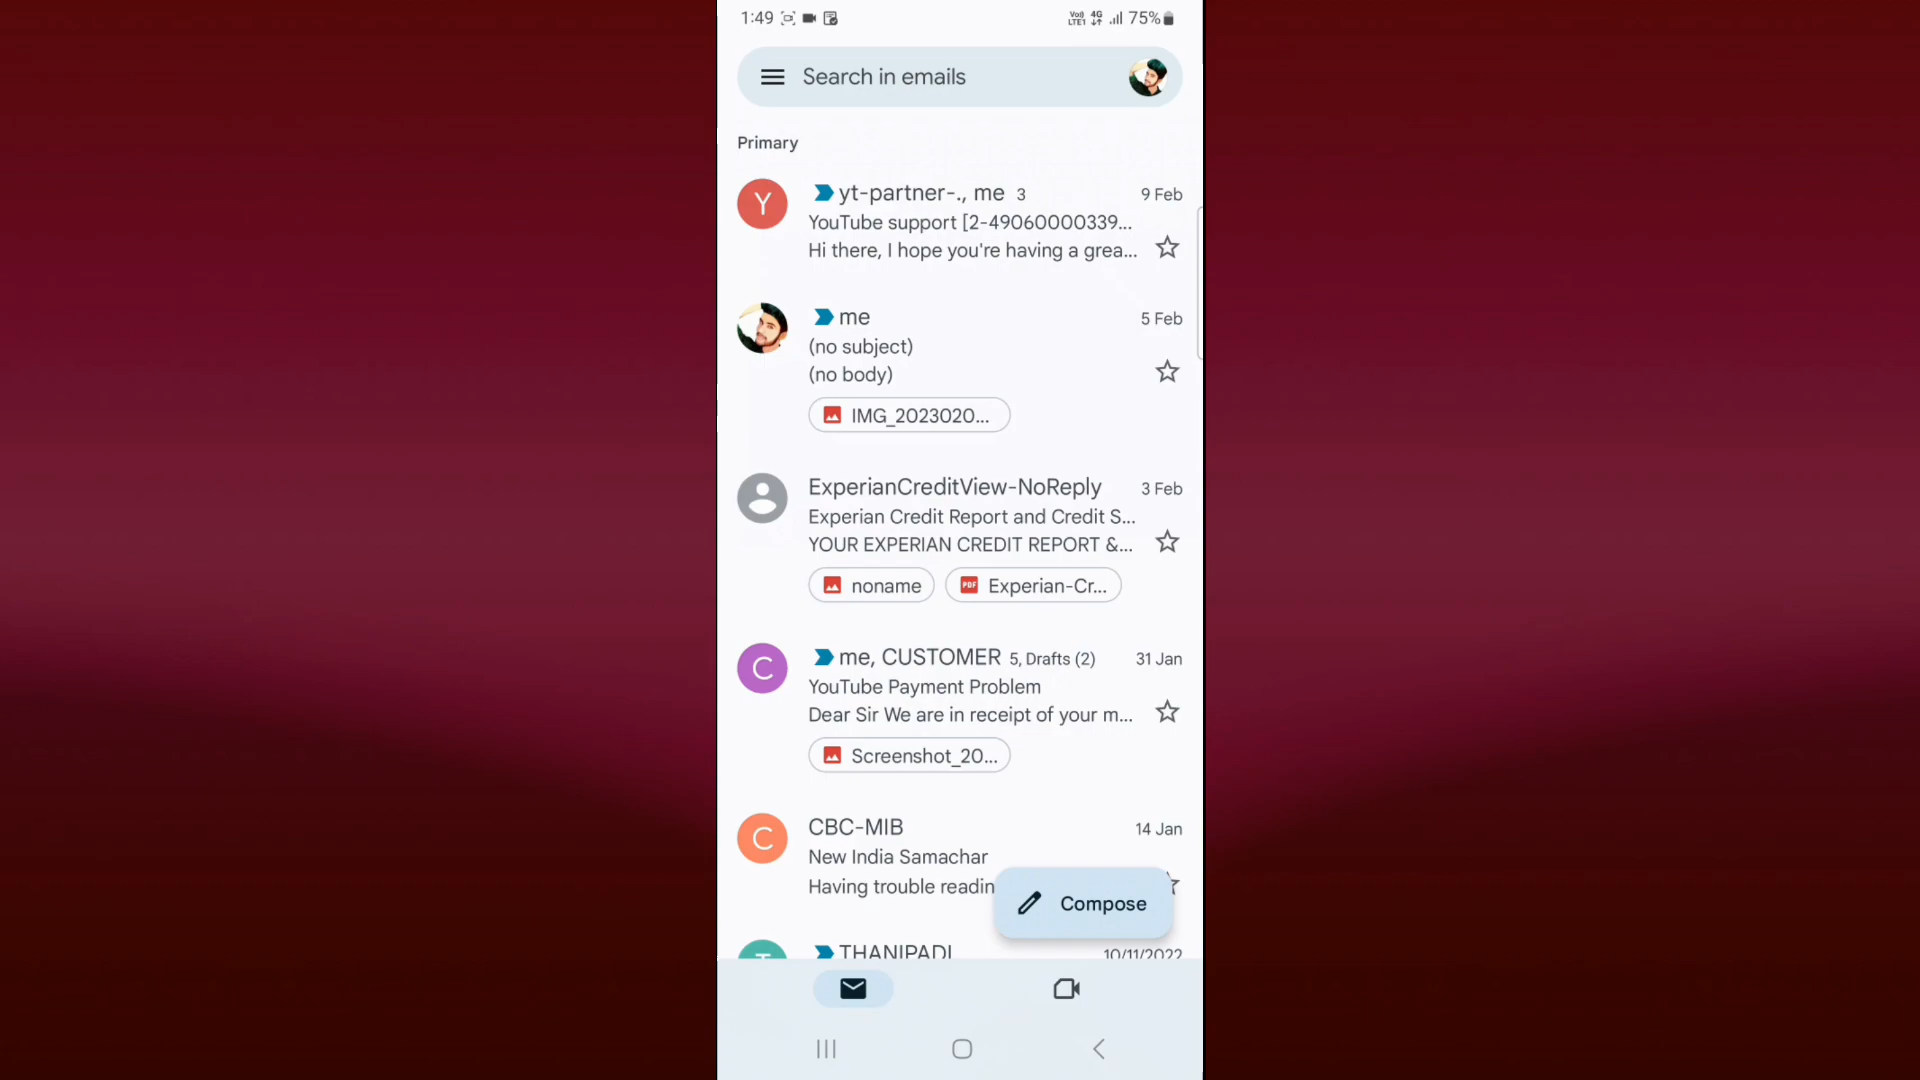 1:49 Vo) LTE1 4G 75%
Search in emails
Primary
Y yt-partner-., me 3 9 Feb
YouTube support [2-49060000339...
Hi there, I hope you're having a grea...
me 5 Feb
(no subject)
(no body)
IMG_2023020...
ExperianCreditView-NoReply 3 Feb
Experian Credit Report and Credit S...
YOUR EXPERIAN CREDIT REPORT &...
noname PDF Experian-Cr...
C me, CUSTOMER 5, Drafts (2) 31 Jan
YouTube Payment Problem
Dear Sir We are in receipt of your m...
Screenshot_20...
C CBC-MIB 14 Jan
New India Samachar
Having trouble readin
Compose
T THANIPADI 10/11/2022